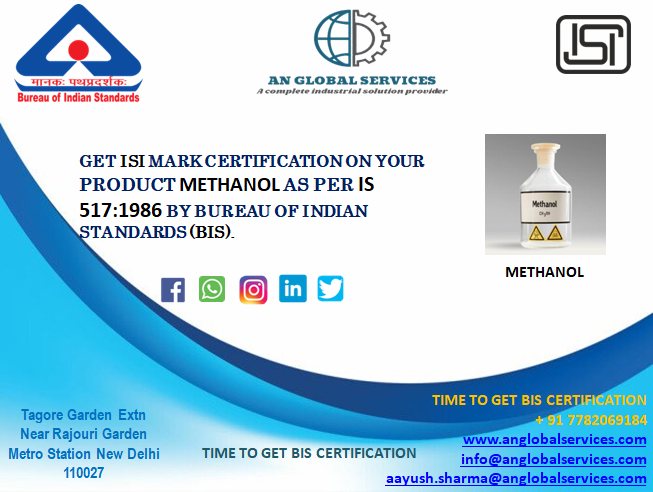 मानकः पथप्रदर्शकः
Bureau of Indian Standards
AN GLOBAL SERVICES
A complete industrial solution provider
ISI
GET ISI MARK CERTIFICATION ON YOUR
PRODUCT METHANOL AS PER IS
517:1986 BY BUREAU OF INDIAN
STANDARDS (BIS).
Methanol
METHANOL
in
Tagore Garden Extn
Near Rajouri Garden
Metro Station New Delhi
110027
TIME TO GET BIS CERTIFICATION
TIME TO GET BIS CERTIFICATION
+ 91 7782069184
www.anglobalservices.com
info@anglobalservices.com
aayush.sharma@anglobalservices.com